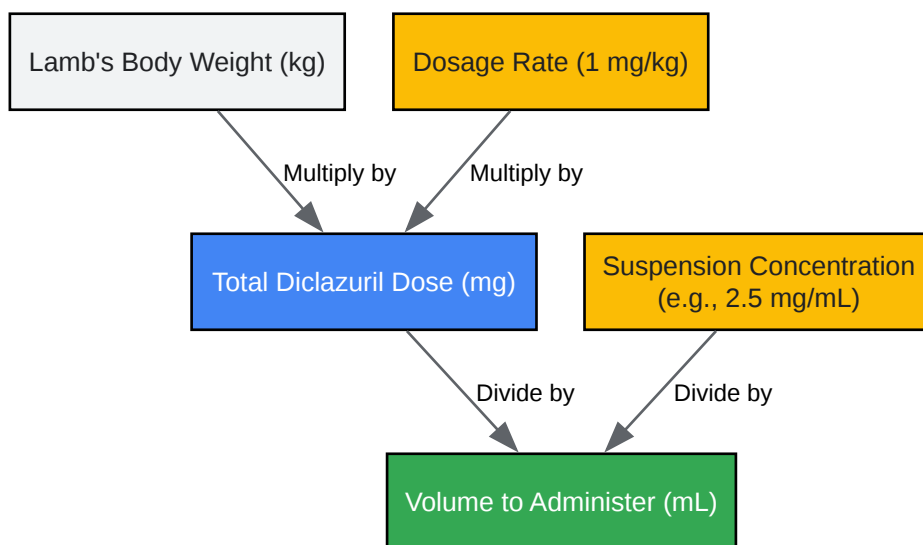 Lamb's Body Weight (kg)
Dosage Rate (1 mg/kg)
Multiply by
Multiply by
Total Diclazuril Dose (mg)
Suspension Concentration
(e.g., 2.5 mg/mL)
Divide by
Divide by
Volume to Administer (mL)